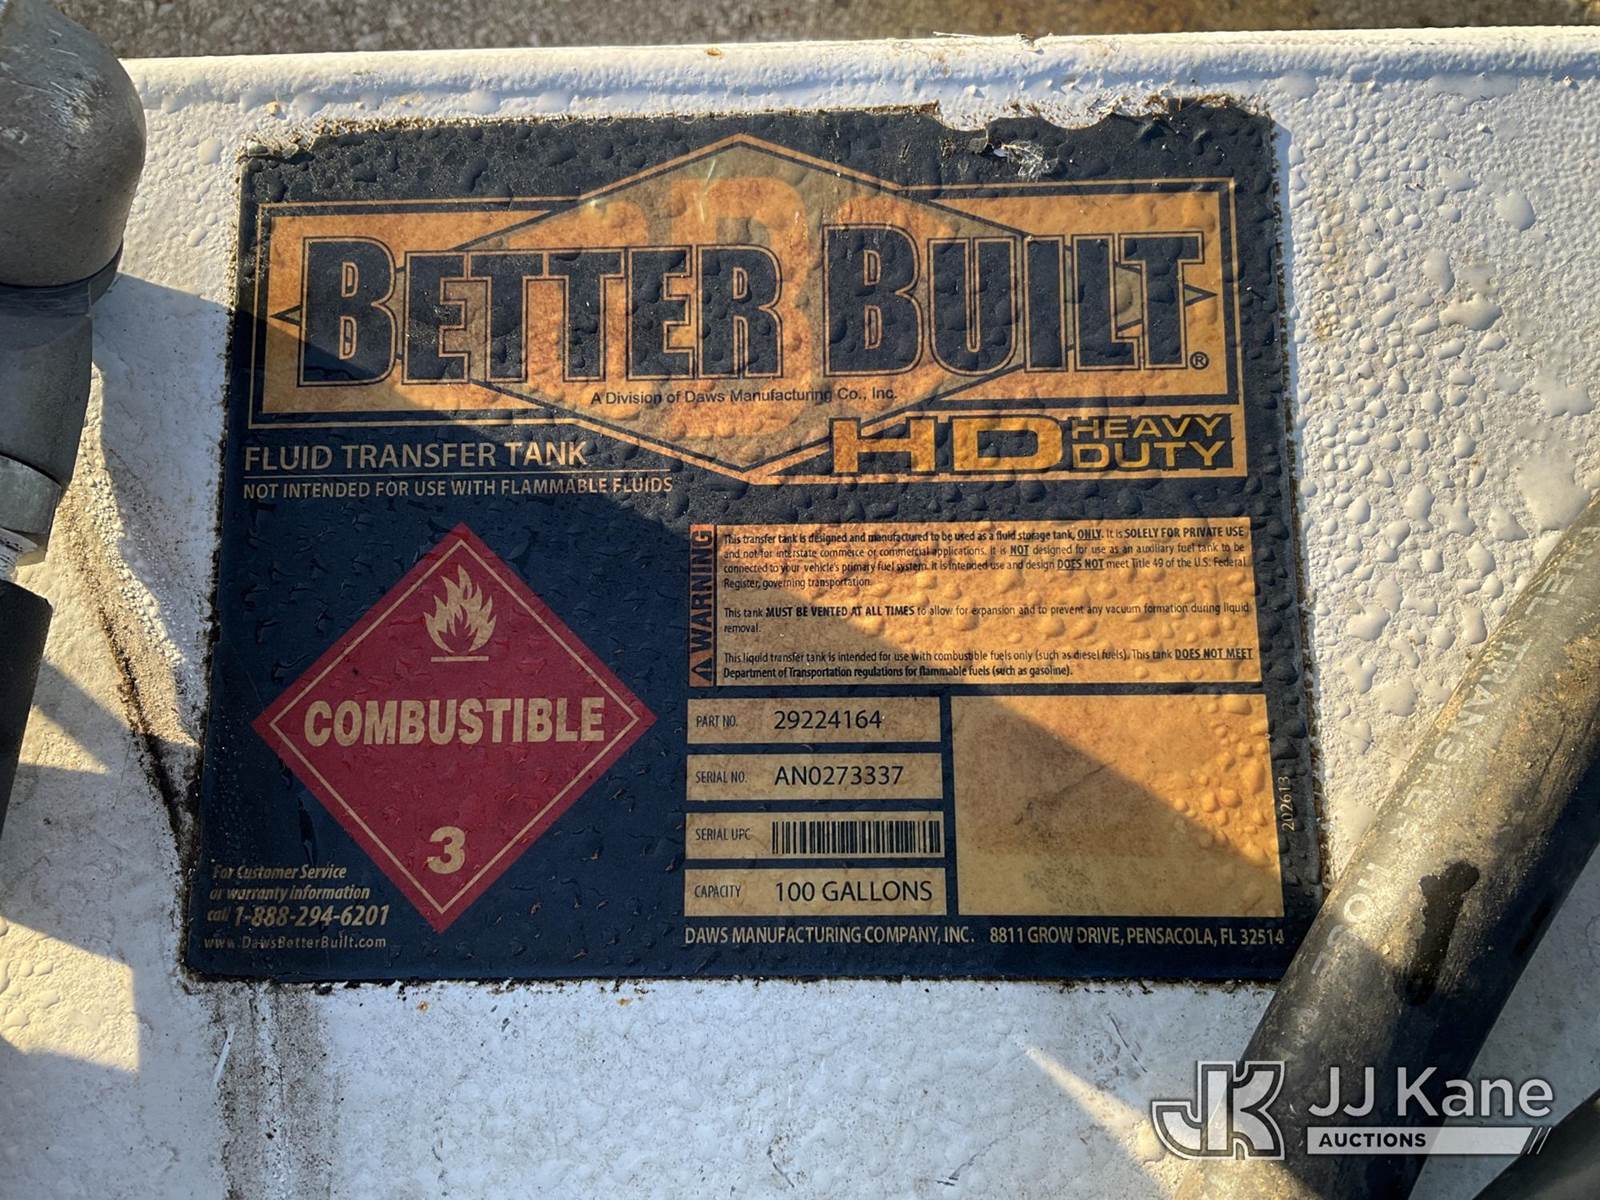 BETTER BUILT®
A Division of Daws Manufacturing Co., Inc.
HD HEAVY DUTY
FLUID TRANSFER TANK
NOT INTENDED FOR USE WITH FLAMMABLE FLUIDS
WARNING
This transfer tank is designed and manufactured to be used as a fluid storage tank, ONLY. It is SOLELY FOR PRIVATE USE
and not for interstate commerce or commercial applications. It is NOT designed for use as an auxiliary fuel tank to be
connected to your vehicle's primary fuel system. It is intended use and design DOES NOT meet Title 49 of the U.S. Federal
Register, governing transportation.
This tank MUST BE VENTED AT ALL TIMES to allow for expansion and to prevent any vacuum formation during liquid
removal.
This liquid transfer tank is intended for use with combustible fuels only (such as diesel fuels). This tank DOES NOT MEET
Department of Transportation regulations for flammable fuels (such as gasoline).
COMBUSTIBLE
3
PART NO. 29224164
SERIAL NO. AN0273337
SERIAL UPC
CAPACITY 100 GALLONS
202613
For Customer Service
or warranty information
call 1-888-294-6201
www.DawsBetterBuilt.com
DAWS MANUFACTURING COMPANY, INC. 8811 GROW DRIVE, PENSACOLA, FL 32514
JK JJ Kane
AUCTIONS